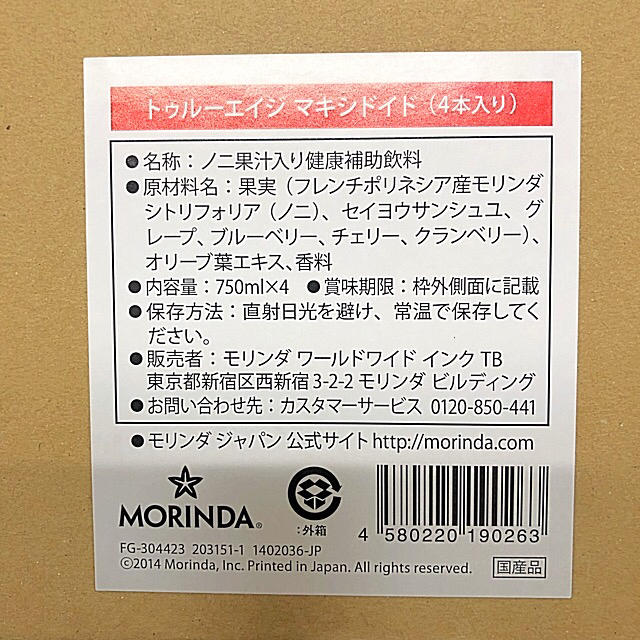 トゥルーエイジ マキシドイド（4本入り）
●名称：ノニ果汁入り健康補助飲料
●原材料名：果実（フレンチポリネシア産モリンダ
シトリフォリア（ノニ）、セイヨウサンシュユ、グ
レープ、ブルーベリー、チェリー、クランベリー）、
オリーブ葉エキス、香料
●内容量：750ml×4 ●賞味期限：枠外側面に記載
●保存方法：直射日光を避け、常温で保存してく
ださい。
●販売者：モリンダ ワールドワイド インク TB
東京都新宿区西新宿 3-2-2 モリンダ ビルディング
●お問い合わせ先：カスタマーサービス 0120-850-441
●モリンダ ジャパン 公式サイト http://morinda.com
MORINDA®
:外箱
4 580220 190263
FG-304423 203151-1 1402036-JP
©2014 Morinda, Inc. Printed in Japan. All rights reserved.
国産品